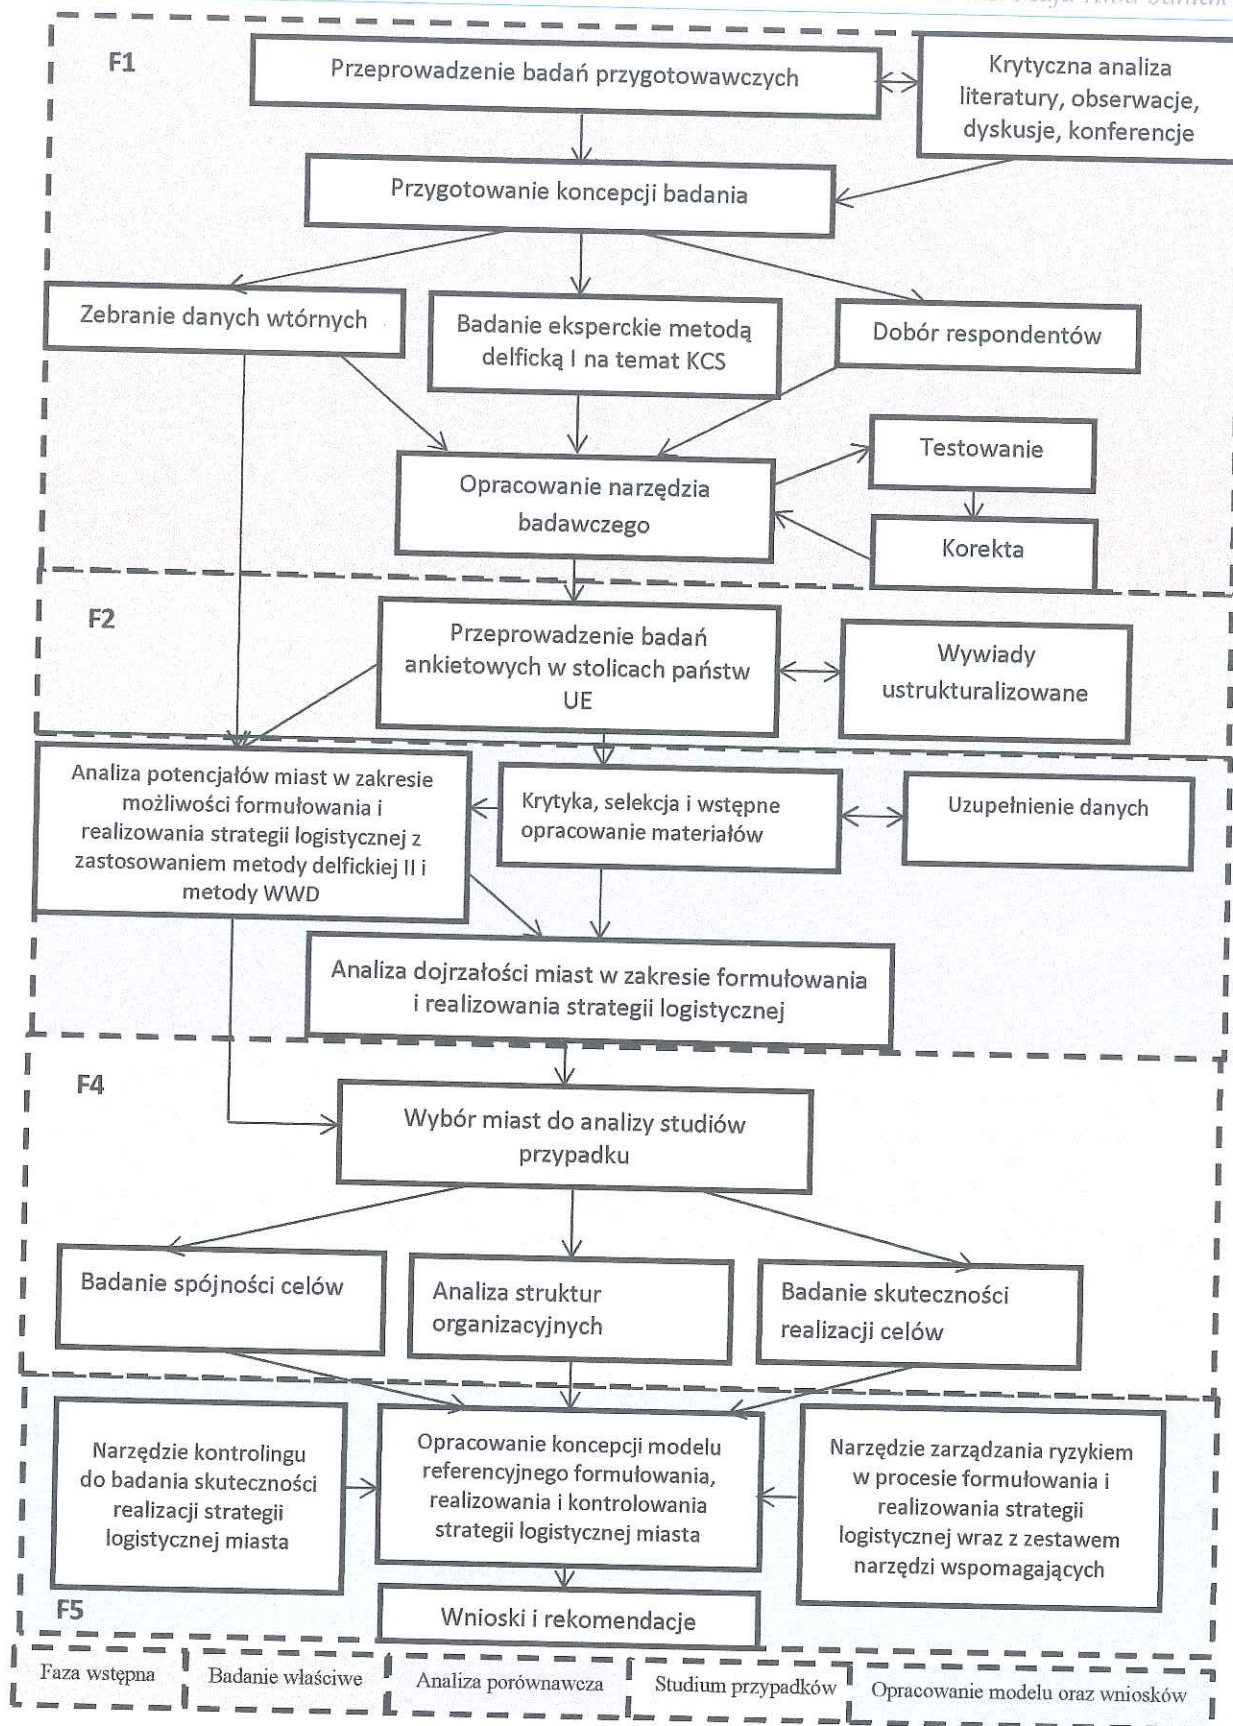 F1
Przeprowadzenie badań przygotowawczych
Krytyczna analiza
literatury, obserwacje,
dyskusje, konferencje
Przygotowanie koncepcji badania
Zebranie danych wtórnych
Badanie eksperckie metodą
delficką I na temat KCS
Dobór respondentów
Testowanie
Opracowanie narzędzia
badawczego
Korekta
F2
Przeprowadzenie badań
ankietowych w stolicach państw
UE
Wywiady
ustrukturalizowane
Analiza potencjałów miast w zakresie
możliwości formułowania i
realizowania strategii logistycznej z
zastosowaniem metody delfickiej II i
metody WWD
Krytyka, selekcja i wstępne
opracowanie materiałów
Uzupełnienie danych
Analiza dojrzałości miast w zakresie formułowania
i realizowania strategii logistycznej
F4
Wybór miast do analizy studiów
przypadku
Badanie spójności celów
Analiza struktur
organizacyjnych
Badanie skuteczności
realizacji celów
Narzędzie kontrolingu
do badania skuteczności
realizacji strategii
logistycznej miasta
Opracowanie koncepcji modelu
referencyjnego formułowania,
realizowania i kontrolowania
strategii logistycznej miasta
Narzędzie zarządzania ryzykiem
w procesie formułowania i
realizowania strategii
logistycznej wraz z zestawem
narzędzi wspomagających
F5
Wnioski i rekomendacje
Faza wstępna
Badanie właściwe
Analiza porównawcza
Studium przypadków
Opracowanie modelu oraz wniosków